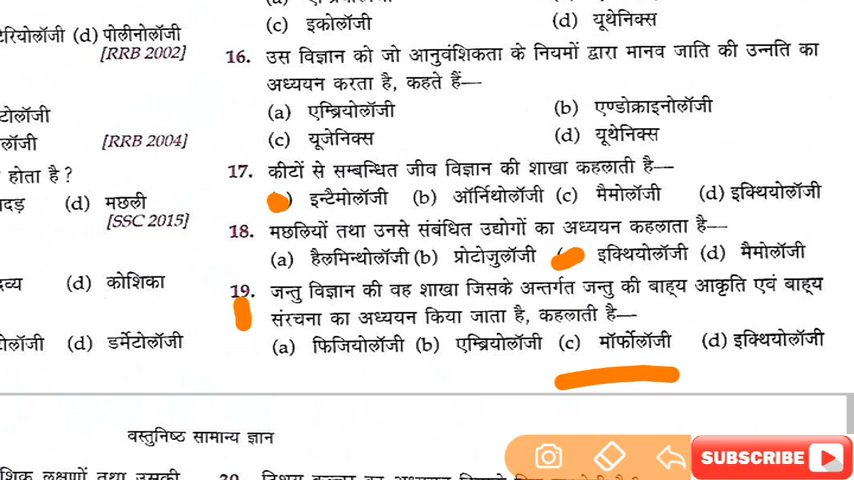 (c) इकोलॉजी (d) यूथेनिक्स
टेरियोलॉजी (d) पोलीनोलॉजी
[RRB 2002]
टोलॉजी
लॉजी [RRB 2004]
होता है?
(d) मछली
[SSC 2015]
(d) कोशिका
(d) डर्मेटोलॉजी
16. उस विज्ञान को जो आनुवंशिकता के नियमों द्वारा मानव जाति की उन्नति का
अध्ययन करता है, कहते हैं—
(a) एम्ब्रियोलॉजी (b) एण्डोक्राइनोलॉजी
(c) यूजेनिक्स (d) यूथेनिक्स
17. कीटों से सम्बन्धित जीव विज्ञान की शाखा कहलाती है—
) इन्टैमोलॉजी (b) ऑर्निथोलॉजी (c) मैमोलॉजी (d) इक्थियोलॉजी
18. मछलियों तथा उनसे संबंधित उद्योगों का अध्ययन कहलाता है—
(a) हैलमिन्थोलॉजी (b) प्रोटोजुलॉजी इक्थियोलॉजी (d) मैमोलॉजी
19. जन्तु विज्ञान की वह शाखा जिसके अन्तर्गत जन्तु की बाह्य आकृति एवं बाह्य
संरचना का अध्ययन किया जाता है, कहलाती है—
(a) फिजियोलॉजी (b) एम्ब्रियोलॉजी (c) मॉर्फोलॉजी (d) इक्थियोलॉजी
वस्तुनिष्ठ सामान्य ज्ञान
SUBSCRIBE